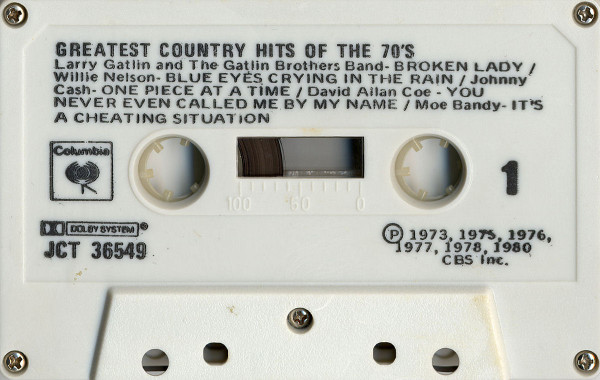 GREATEST COUNTRY HITS OF THE 70'S
Larry Gatlin and The Gatlin Brothers Band- BROKEN LADY /
Willie Nelson- BLUE EYES CRYING IN THE RAIN / Johnny
Cash- ONE PIECE AT A TIME / David Allan Coe - YOU
NEVER EVEN CALLED ME BY MY NAME / Moe Bandy- IT'S
A CHEATING SITUATION
Columbia
1
100 60 0
DOLBY SYSTEM ®
JCT 36549
Ⓟ 1973, 1975, 1976,
1977, 1978, 1980
CBS Inc.